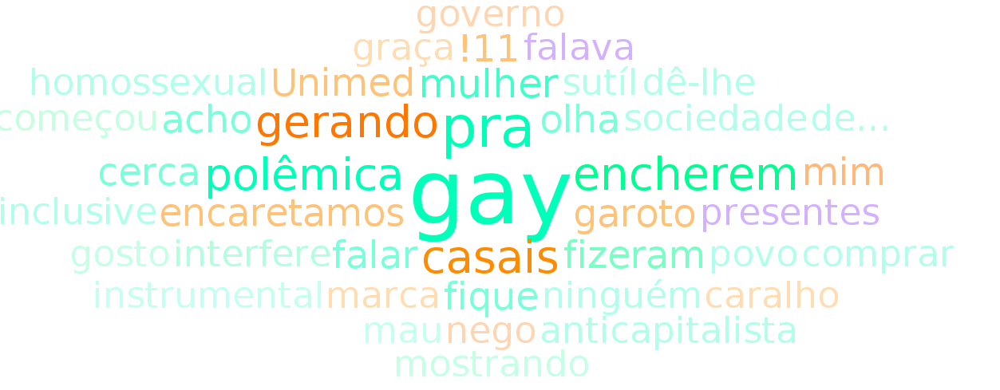 governo
graça !11 falava
homossexual Unimed mulher sutíl dê-lhe
começou acho gerando pra olha sociedade de...
cerca polêmica gay encherem mim
inclusive encaretamos garoto presentes
gosto interfere falar casais fizeram povo comprar
instrumental marca fique ninguém caralho
mau nego anticapitalista
mostrando